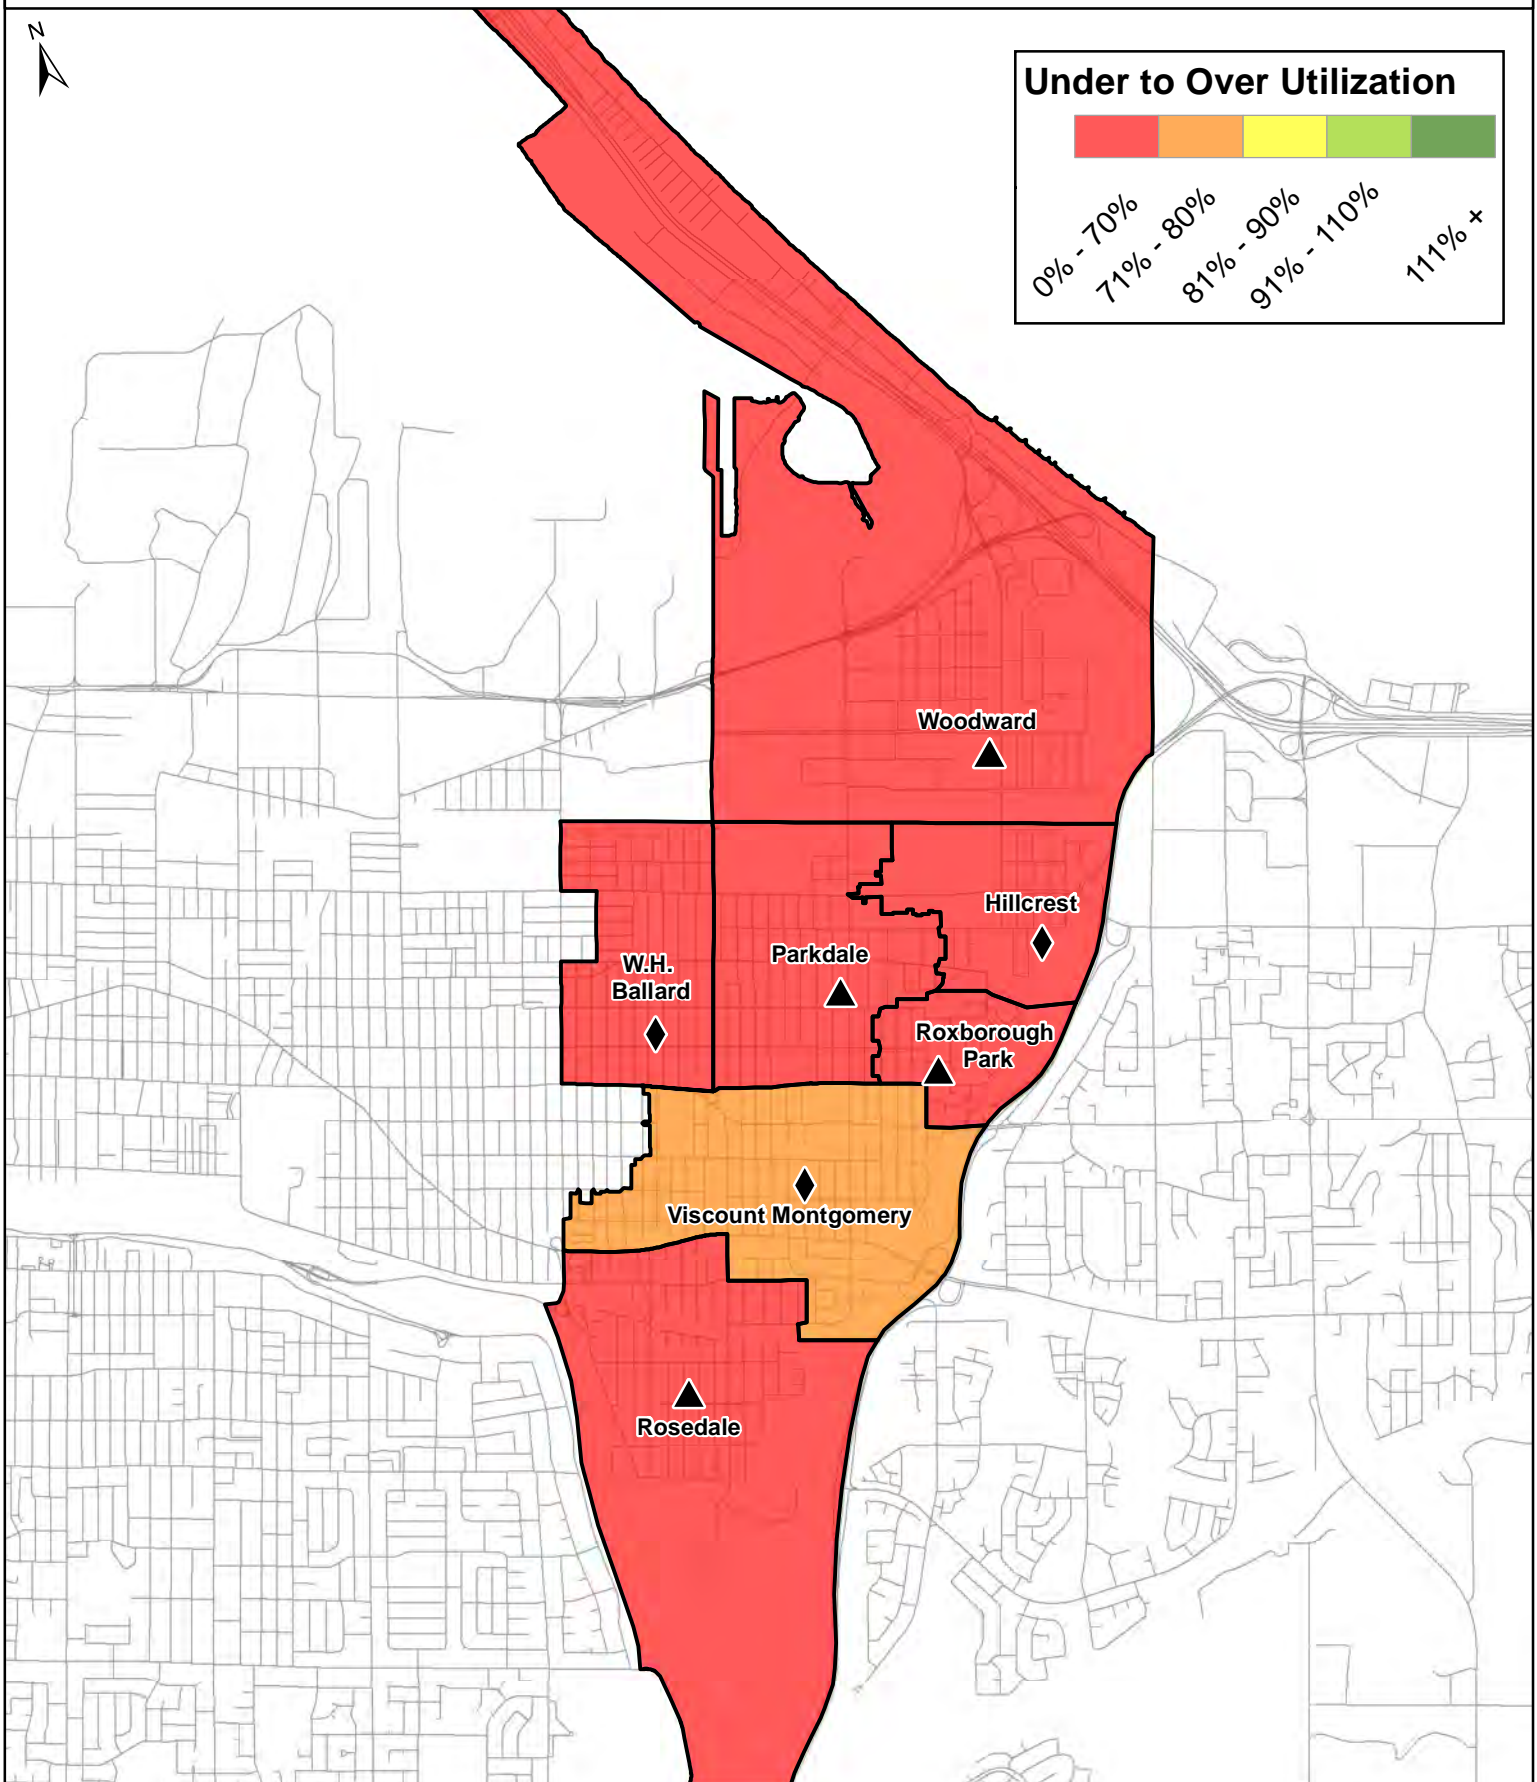 N
Under to Over Utilization
0% - 70%
71% - 80%
81% - 90%
91% - 110%
111% +
Woodward
Hillcrest
Parkdale
W.H.
Ballard
Roxborough
Park
Viscount Montgomery
Rosedale